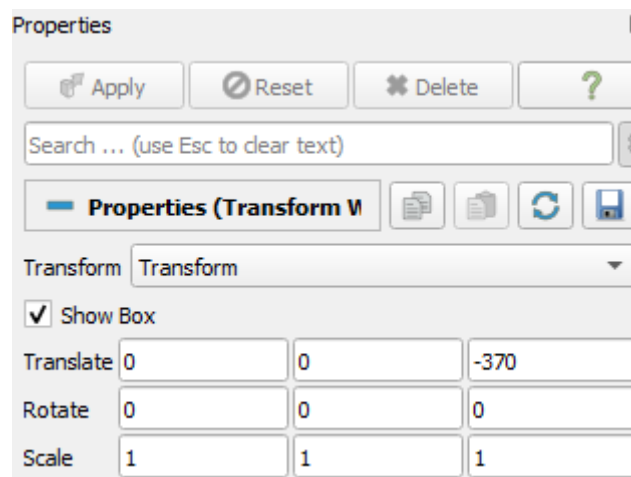 Properties
Apply Reset Delete ?
Search ... (use Esc to clear text)
Properties (Transform W
Transform Transform
Show Box
Translate 0 0 -370
Rotate 0 0 0
Scale 1 1 1